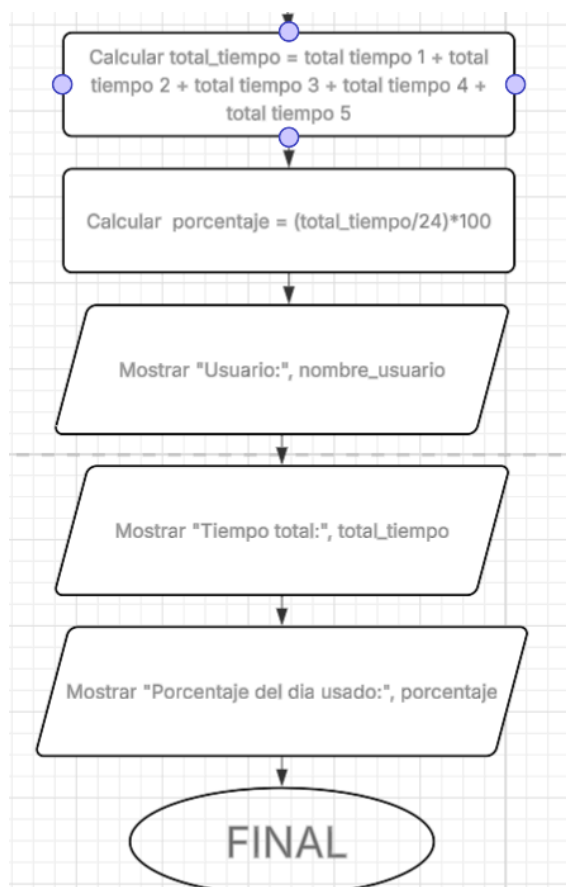 Calcular total_tiempo = total tiempo 1 + total
tiempo 2 + total tiempo 3 + total tiempo 4 +
total tiempo 5
Calcular porcentaje = (total_tiempo/24)*100
Mostrar "Usuario:", nombre_usuario
Mostrar "Tiempo total:", total_tiempo
Mostrar "Porcentaje del dia usado:", porcentaje
FINAL